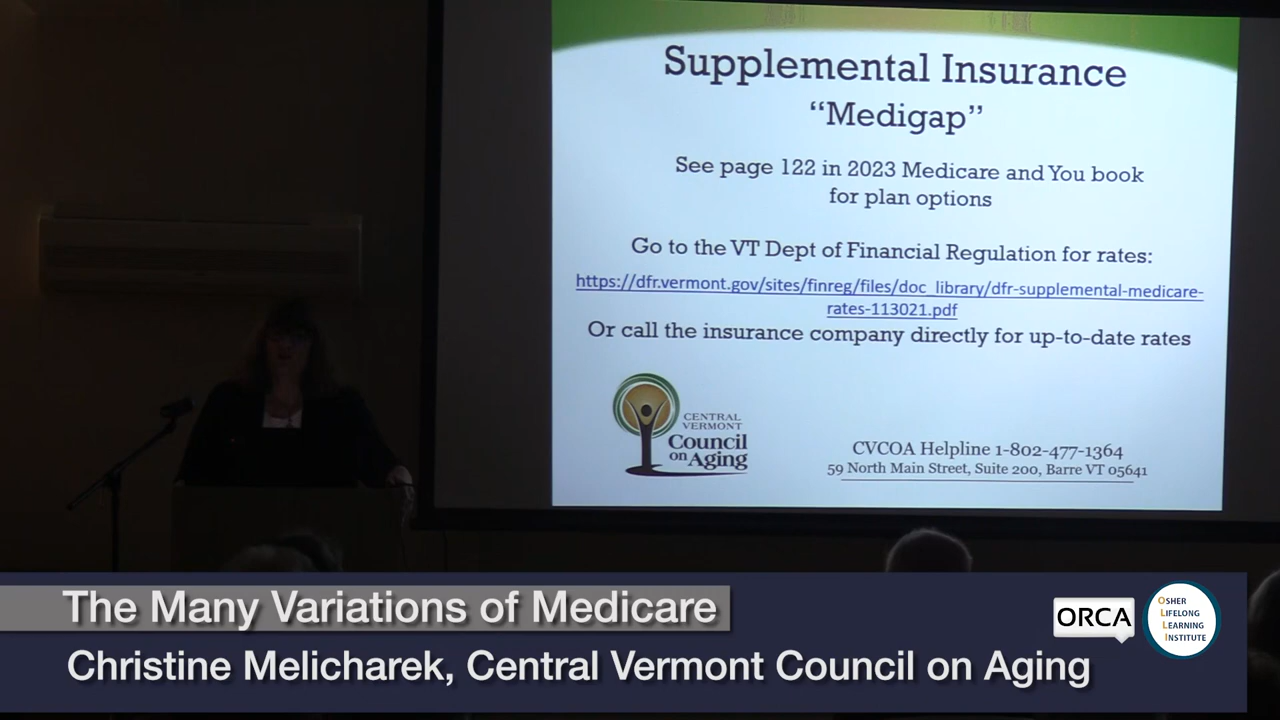 Supplemental Insurance
“Medigap”
See page 122 in 2023 Medicare and You book
for plan options
Go to the VT Dept of Financial Regulation for rates:
https://dfr.vermont.gov/sites/finreg/files/doc_library/dfr-supplemental-medicare-
rates-113021.pdf
Or call the insurance company directly for up-to-date rates
CENTRAL
VERMONT
Council
on Aging
CVCOA Helpline 1-802-477-1364
59 North Main Street, Suite 200, Barre VT 05641
The Many Variations of Medicare
Christine Melicharek, Central Vermont Council on Aging
ORCA
OSHER
LIFELONG
LEARNING
INSTITUTE